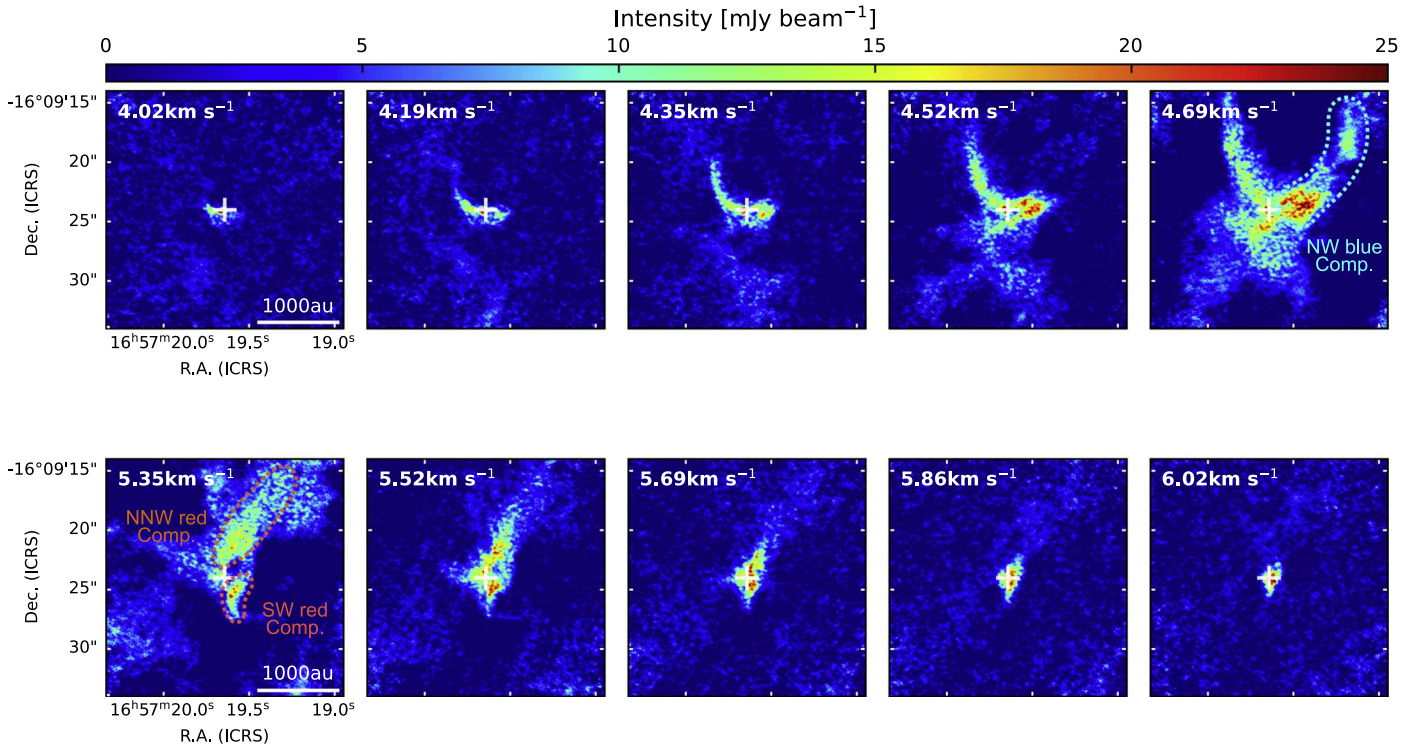 Intensity [mJy beam⁻¹]
0 5 10 15 20 25
-16°09'15"
20"
25"
30"
Dec. (ICRS)
4.02km s⁻¹
4.19km s⁻¹
4.35km s⁻¹
4.52km s⁻¹
4.69km s⁻¹
NW blue
Comp.
1000au
16ʰ57ᵐ20.0ˢ 19.5ˢ 19.0ˢ
R.A. (ICRS)
-16°09'15"
20"
25"
30"
Dec. (ICRS)
5.35km s⁻¹
5.52km s⁻¹
5.69km s⁻¹
5.86km s⁻¹
6.02km s⁻¹
NNW red
Comp.
SW red
Comp.
1000au
16ʰ57ᵐ20.0ˢ 19.5ˢ 19.0ˢ
R.A. (ICRS)